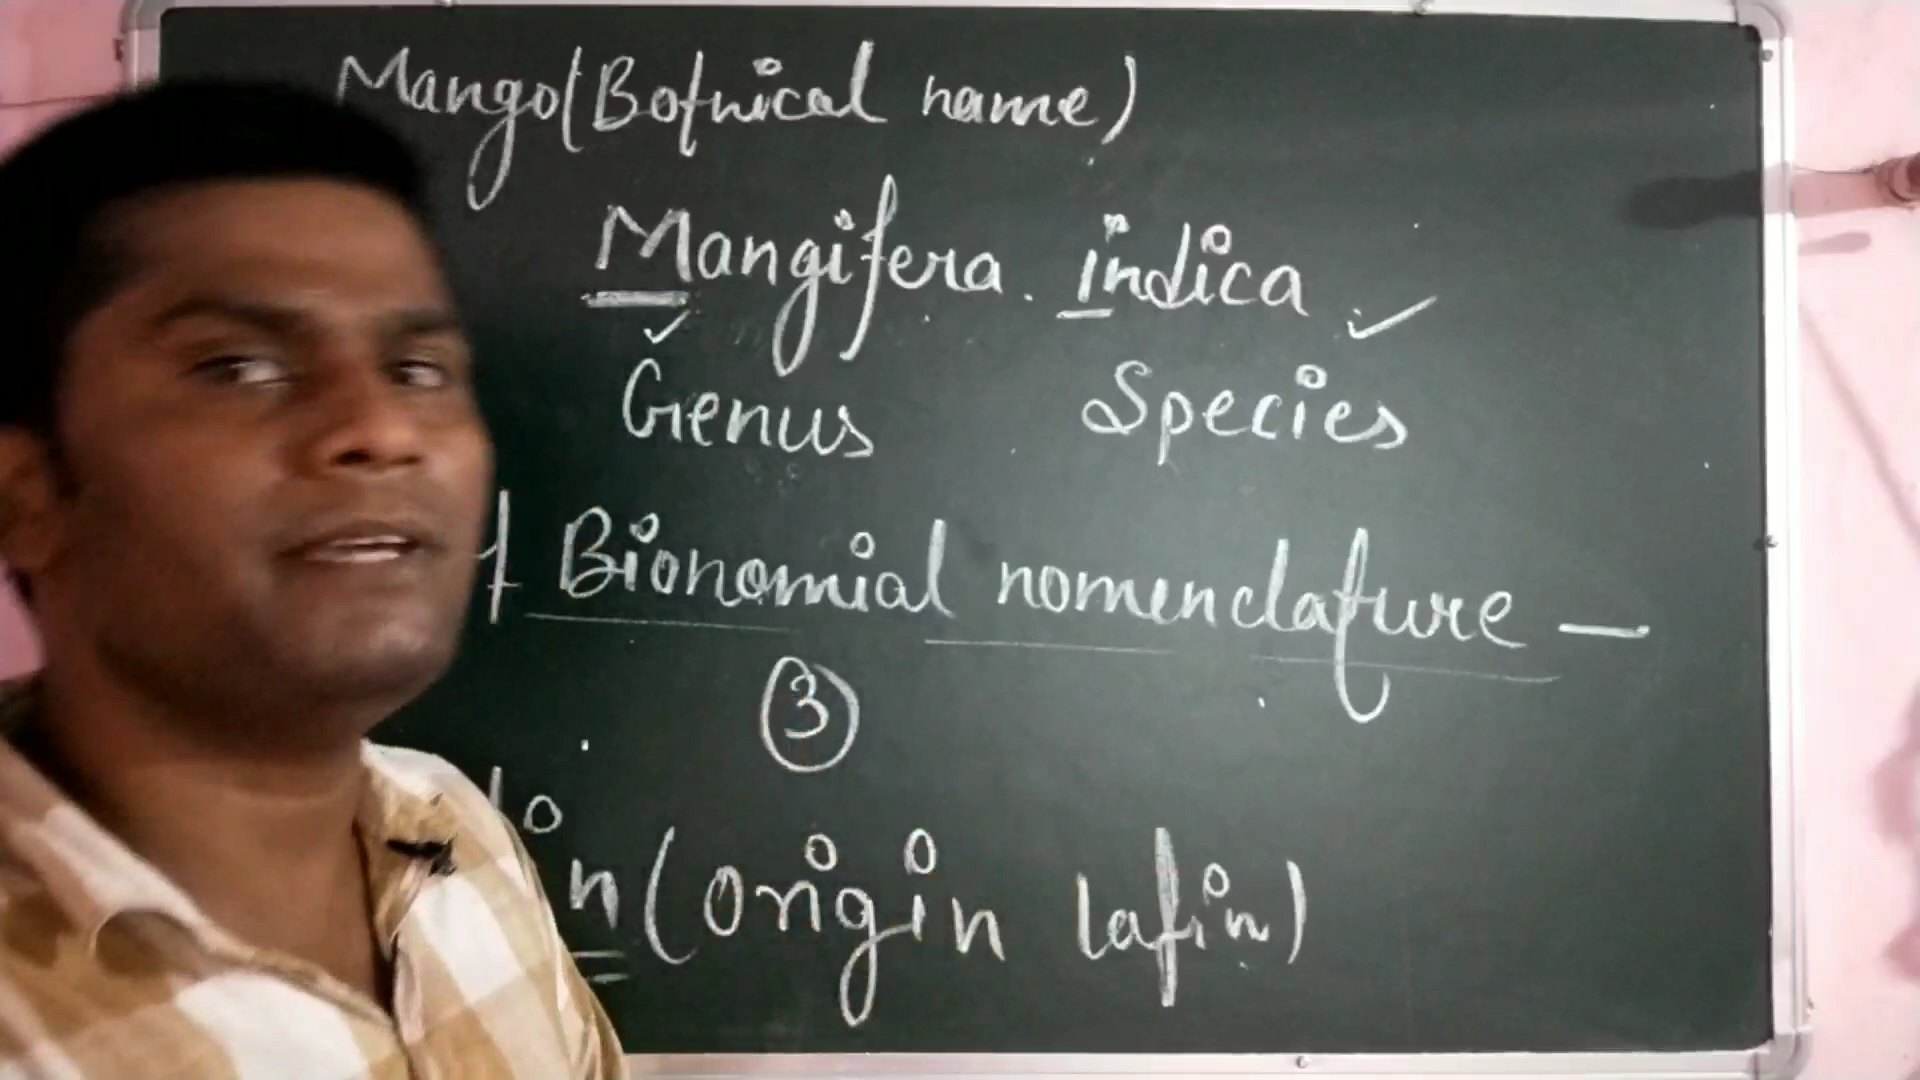 Mango(Botnical name)
Mangifera. indica
Genus Species
f Bionomial nomenclature —
3
n (origin latin)